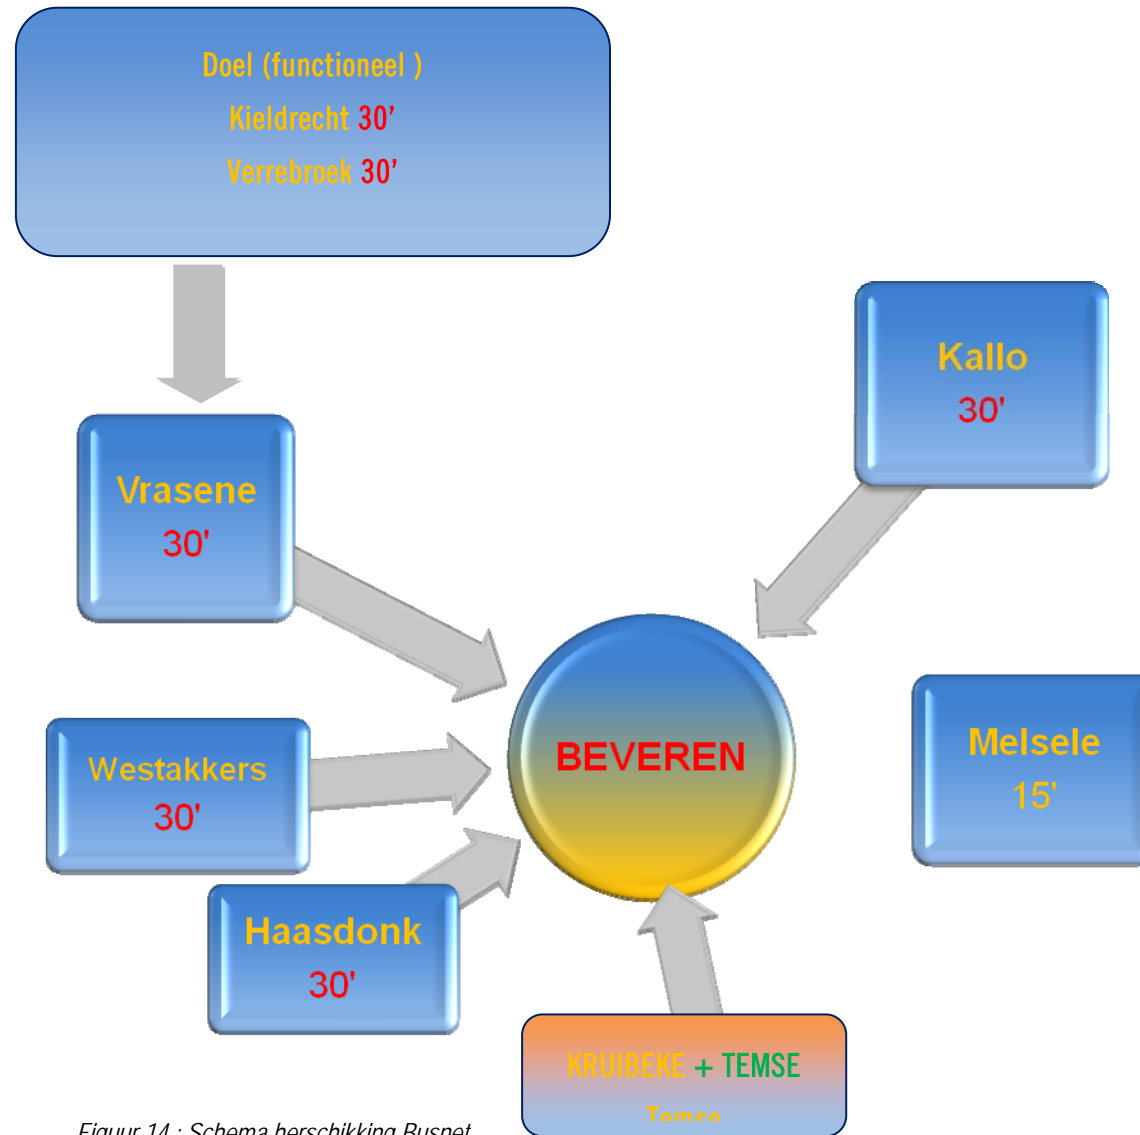 Doel (functioneel )
Kieldrecht 30'
Verrebroek 30'
Kallo
30'
Vrasene
30'
BEVEREN
Melsele
15'
Westakkers
30'
Haasdonk
30'
KRUIBEKE + TEMSE
Temse
Figuur 14 : Schema herschikking Busnet